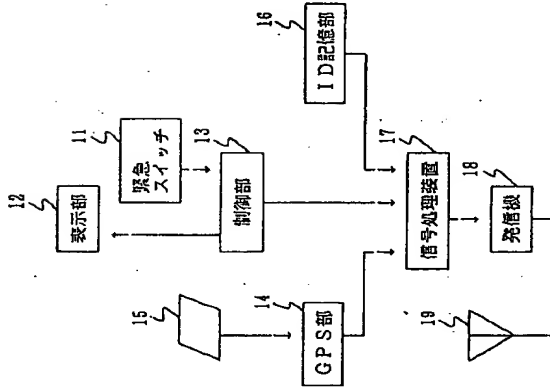 12
表示部
11
緊急
スイッチ
13
制御部
15
14
GPS部
16
ID記憶部
17
信号処理装置
18
発信機
19